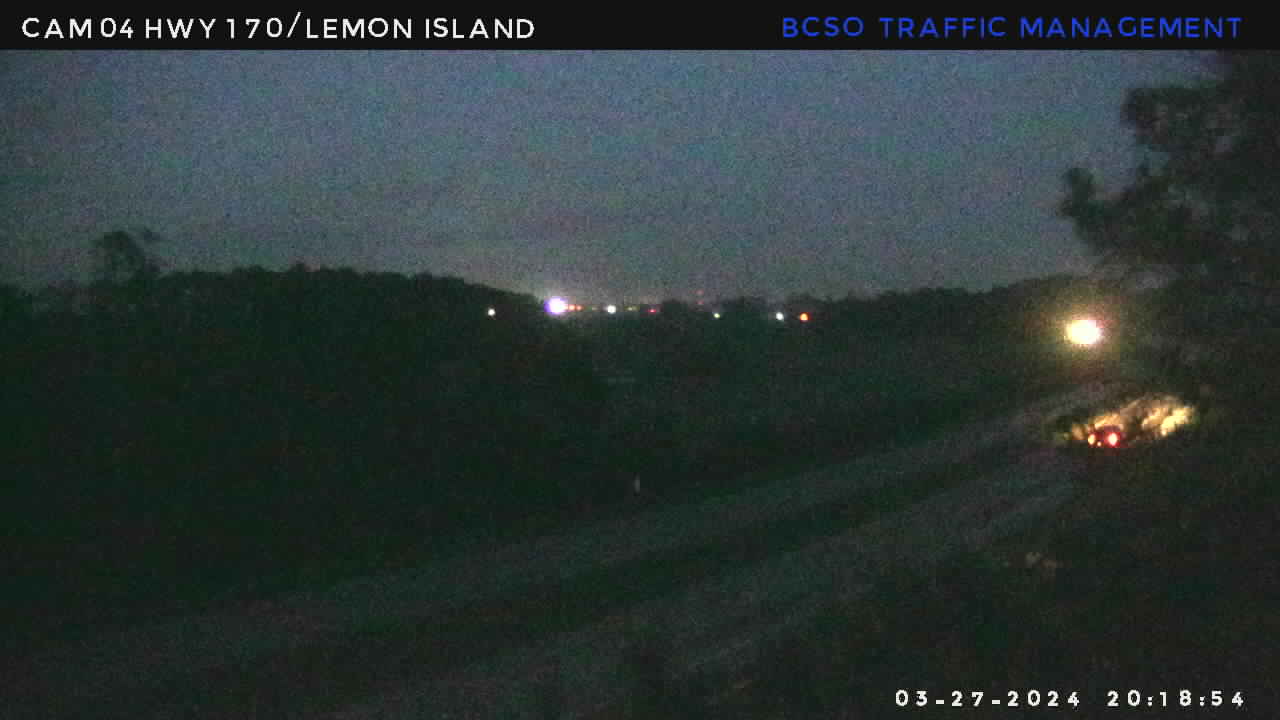 CAM04 HWY 170/LEMON ISLAND
BCSO TRAFFIC MANAGEMENT
03-27-2024 20:18:54